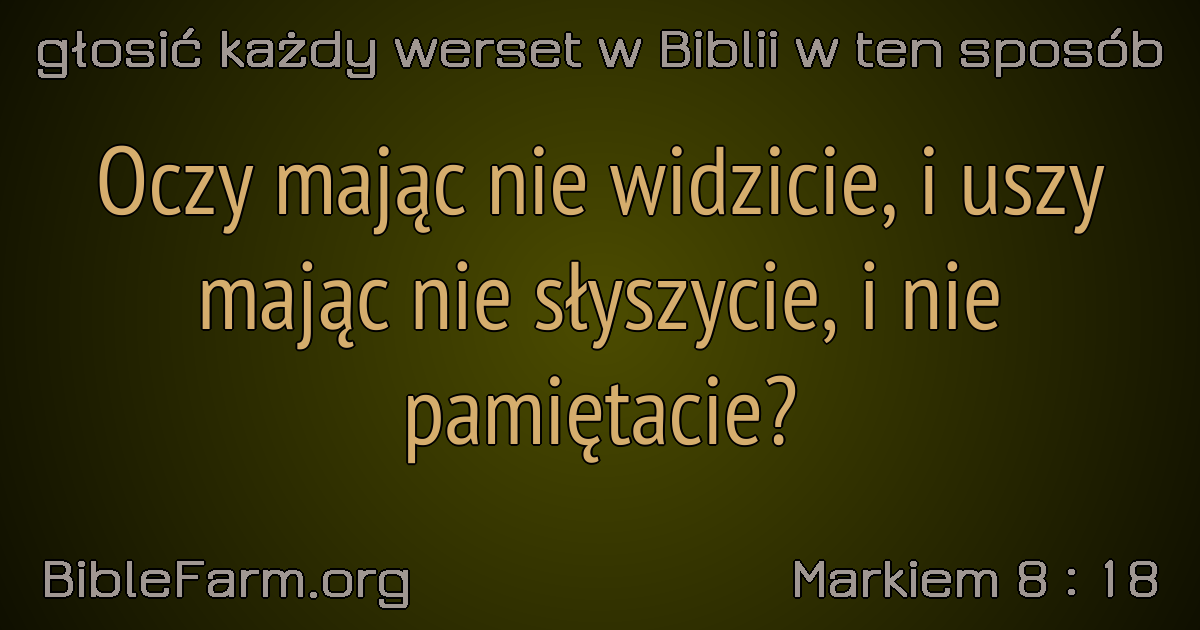 głosić każdy werset w Biblii w ten sposób
Oczy mając nie widzicie, i uszy
mając nie słyszycie, i nie
pamiętacie?
BibleFarm.org
Markiem 8 : 18